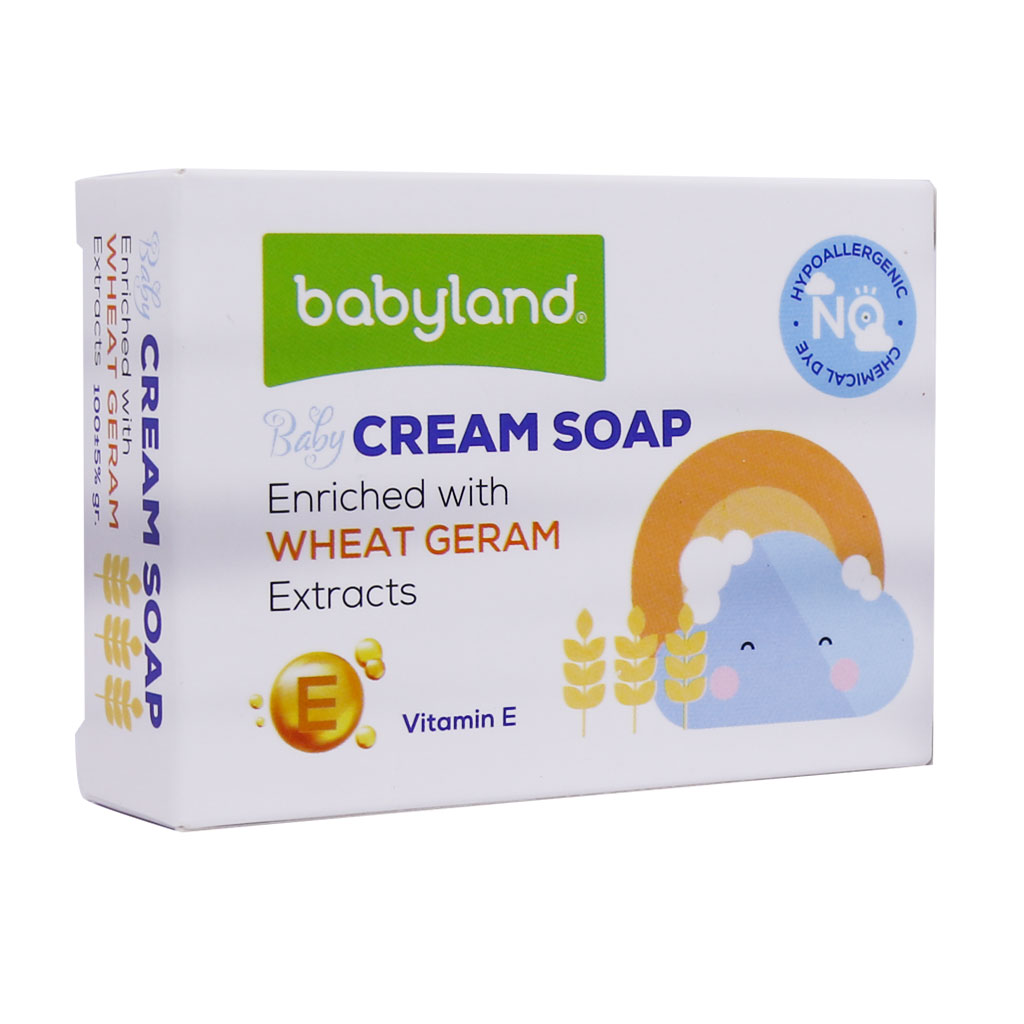 babyland®
Baby CREAM SOAP
Enriched with
WHEAT GERAM
Extracts
E
Vitamin E
HYPOALLERGENIC
NO
CHEMICAL DYE
Baby CREAM SOAP
Enriched with
WHEAT GERAM
Extracts 100±5% gr.